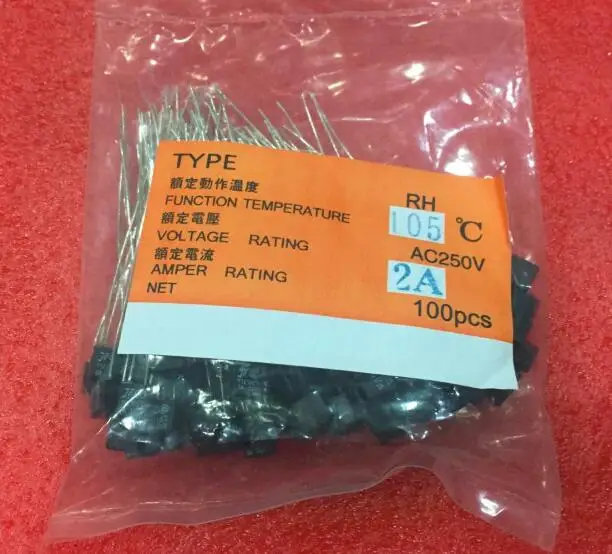 TYPE RH
額定動作溫度
FUNCTION TEMPERATURE 105 ℃
額定電壓
VOLTAGE RATING AC250V
額定電流
AMPER RATING 2A
NET 100pcs